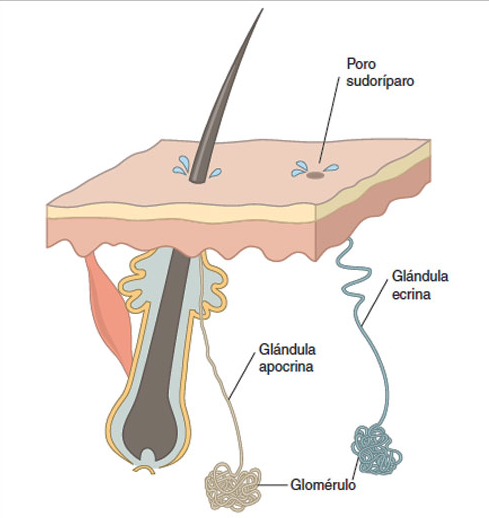 Poro
sudoríparo
Glándula
ecrina
Glándula
apocrina
Glomérulo